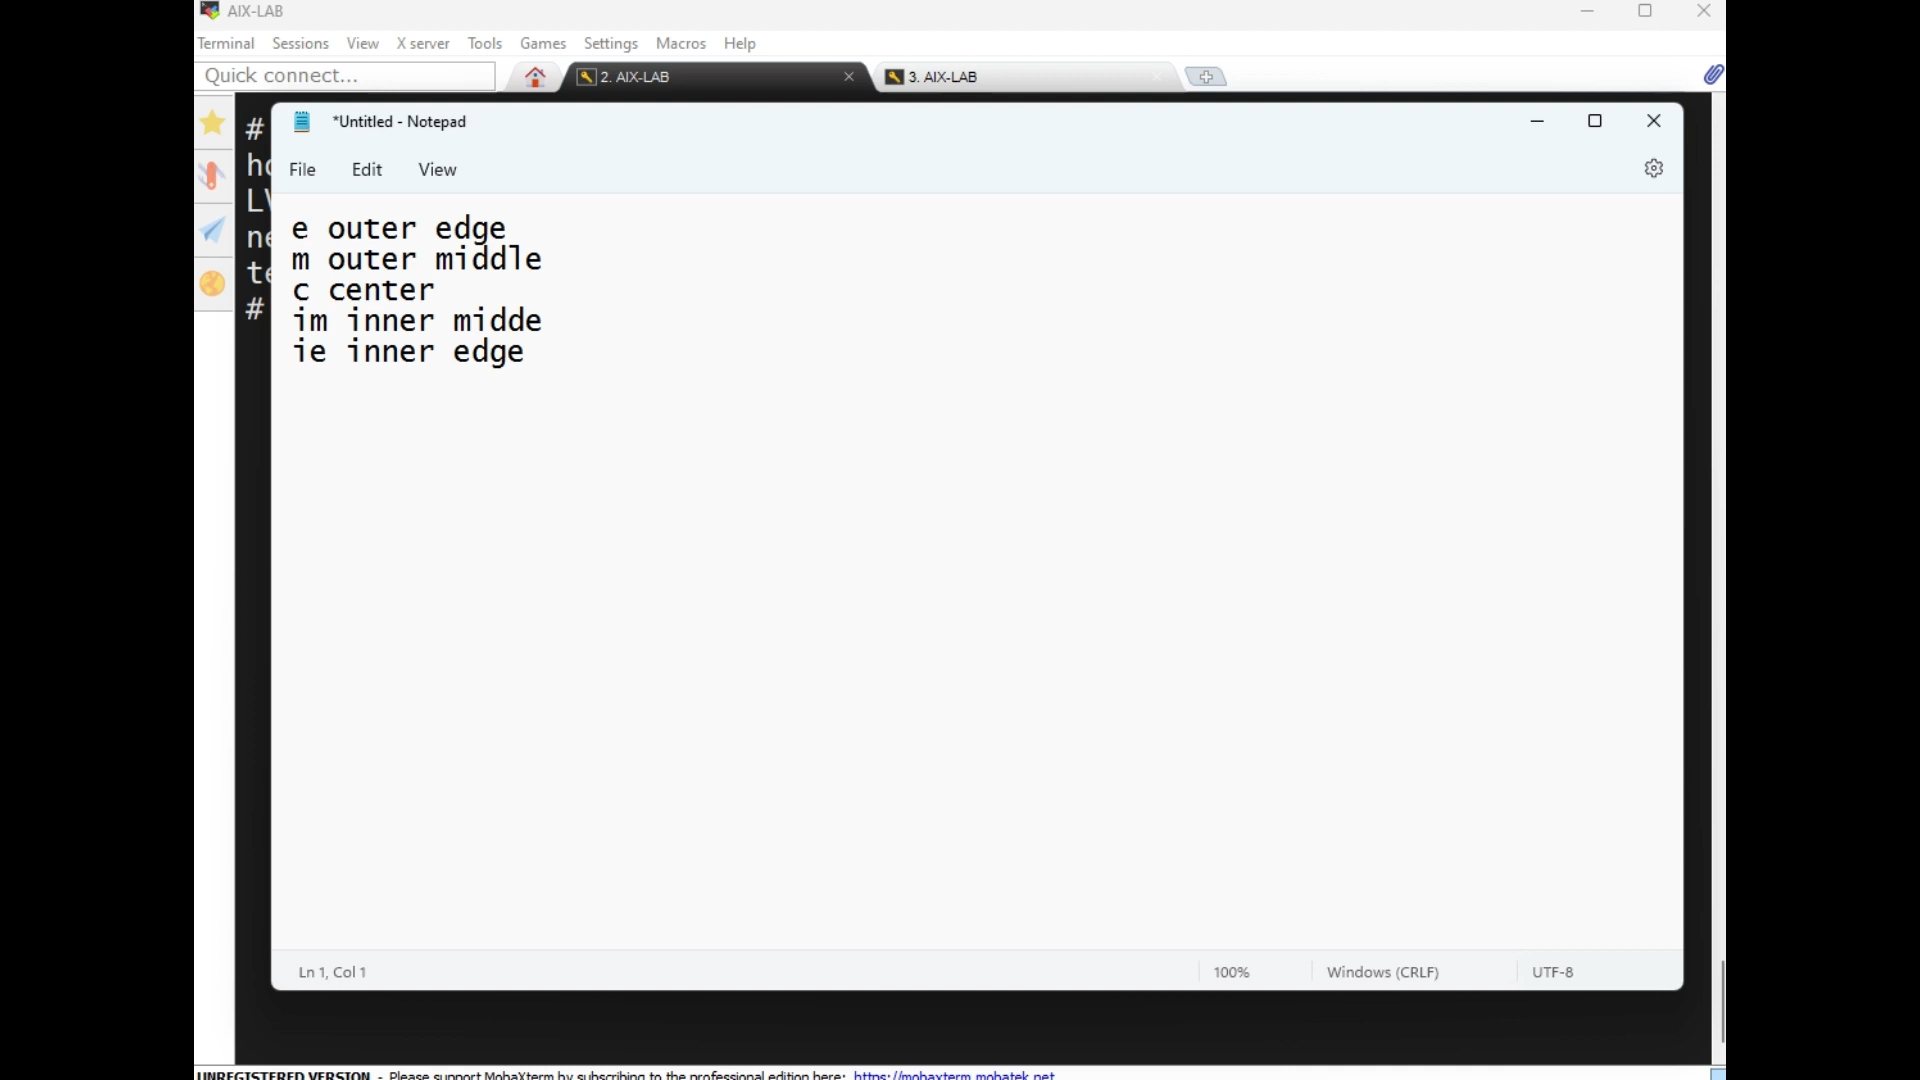 AIX-LAB
Terminal Sessions View X server Tools Games Settings Macros Help
Quick connect...
2. AIX-LAB
3. AIX-LAB
*Untitled - Notepad
File Edit View
#
#
e outer edge
m outer middle
c center
im inner midde
ie inner edge
Ln 1, Col 1
100%
Windows (CRLF)
UTF-8
UNREGISTERED VERSION - Please support MobaXterm by subscribing to the professional edition here: https://mobaxterm.mobatek.net